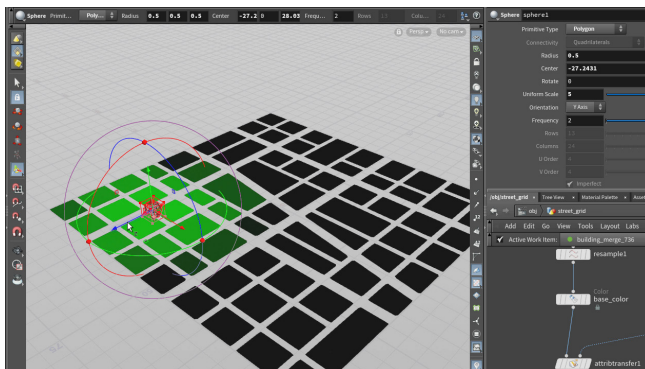 Sphere Primit... Poly... Radius 0.5 0.5 0.5 Center -27.2 0 28.03 Frequ... 2 Rows 13 Colu... 24
Persp No cam
Sphere sphere1
Primitive Type Polygon
Connectivity Quadrilaterals
Radius 0.5
Center -27.2431
Rotate 0
Uniform Scale 5
Orientation Y Axis
Frequency 2
Rows 13
Columns 24
U Order 4
V Order 4
Imperfect
/obj/street_grid Tree View Material Palette Asset
obj street_grid
Add Edit Go View Tools Layout Labs
Active Work Item: building_merge_736
resample1
Color
base_color
attribtransfer1